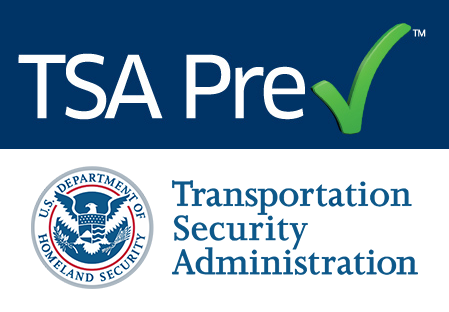 TSA Pre✓™
U.S. DEPARTMENT OF
HOMELAND SECURITY
Transportation
Security
Administration